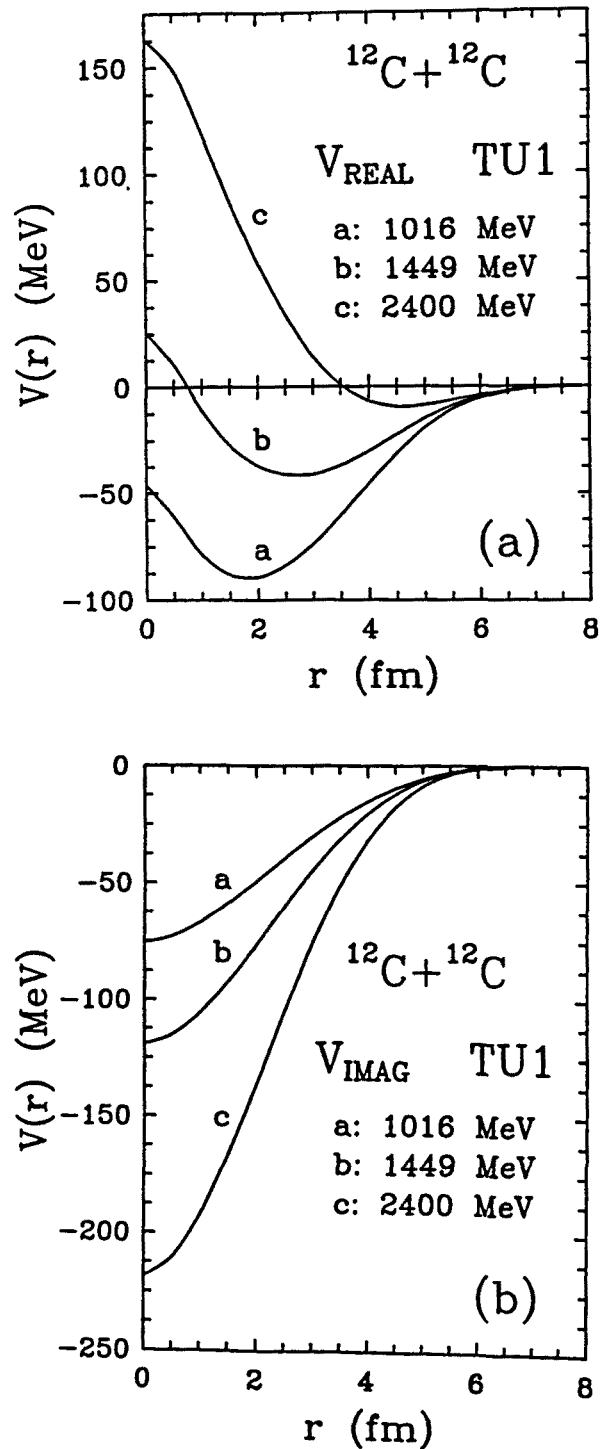 150
100
50
0
−50
−100
V(r) (MeV)
¹²C+¹²C
V_REAL TU1
a: 1016 MeV
b: 1449 MeV
c: 2400 MeV
c
b
a
(a)
0 2 4 6 8
r (fm)
0
−50
−100
−150
−200
−250
V(r) (MeV)
a
b
c
¹²C+¹²C
V_IMAG TU1
a: 1016 MeV
b: 1449 MeV
c: 2400 MeV
(b)
0 2 4 6 8
r (fm)